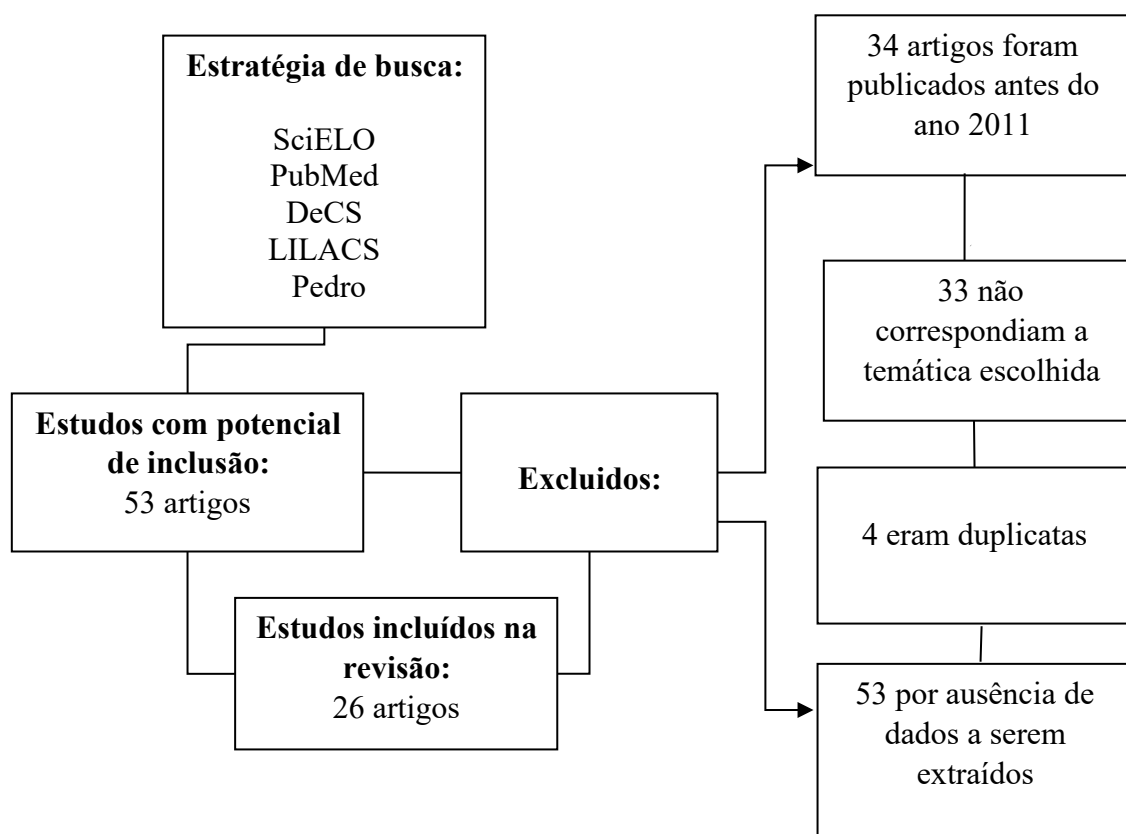 Estratégia de busca:
SciELO
PubMed
DeCS
LILACS
Pedro
Estudos com potencial
de inclusão:
53 artigos
Excluidos:
Estudos incluídos na
revisão:
26 artigos
34 artigos foram
publicados antes do
ano 2011
33 não
correspondiam a
temática escolhida
4 eram duplicatas
53 por ausência de
dados a serem
extraídos